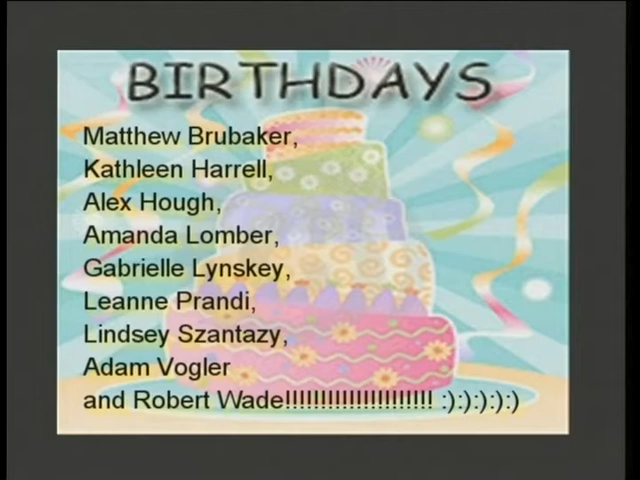 BIRTHDAYS
Matthew Brubaker,
Kathleen Harrell,
Alex Hough,
Amanda Lomber,
Gabrielle Lynskey,
Leanne Prandi,
Lindsey Szantazy,
Adam Vogler
and Robert Wade!!!!!!!!!!!!!!!!!!!!! :):):):):)